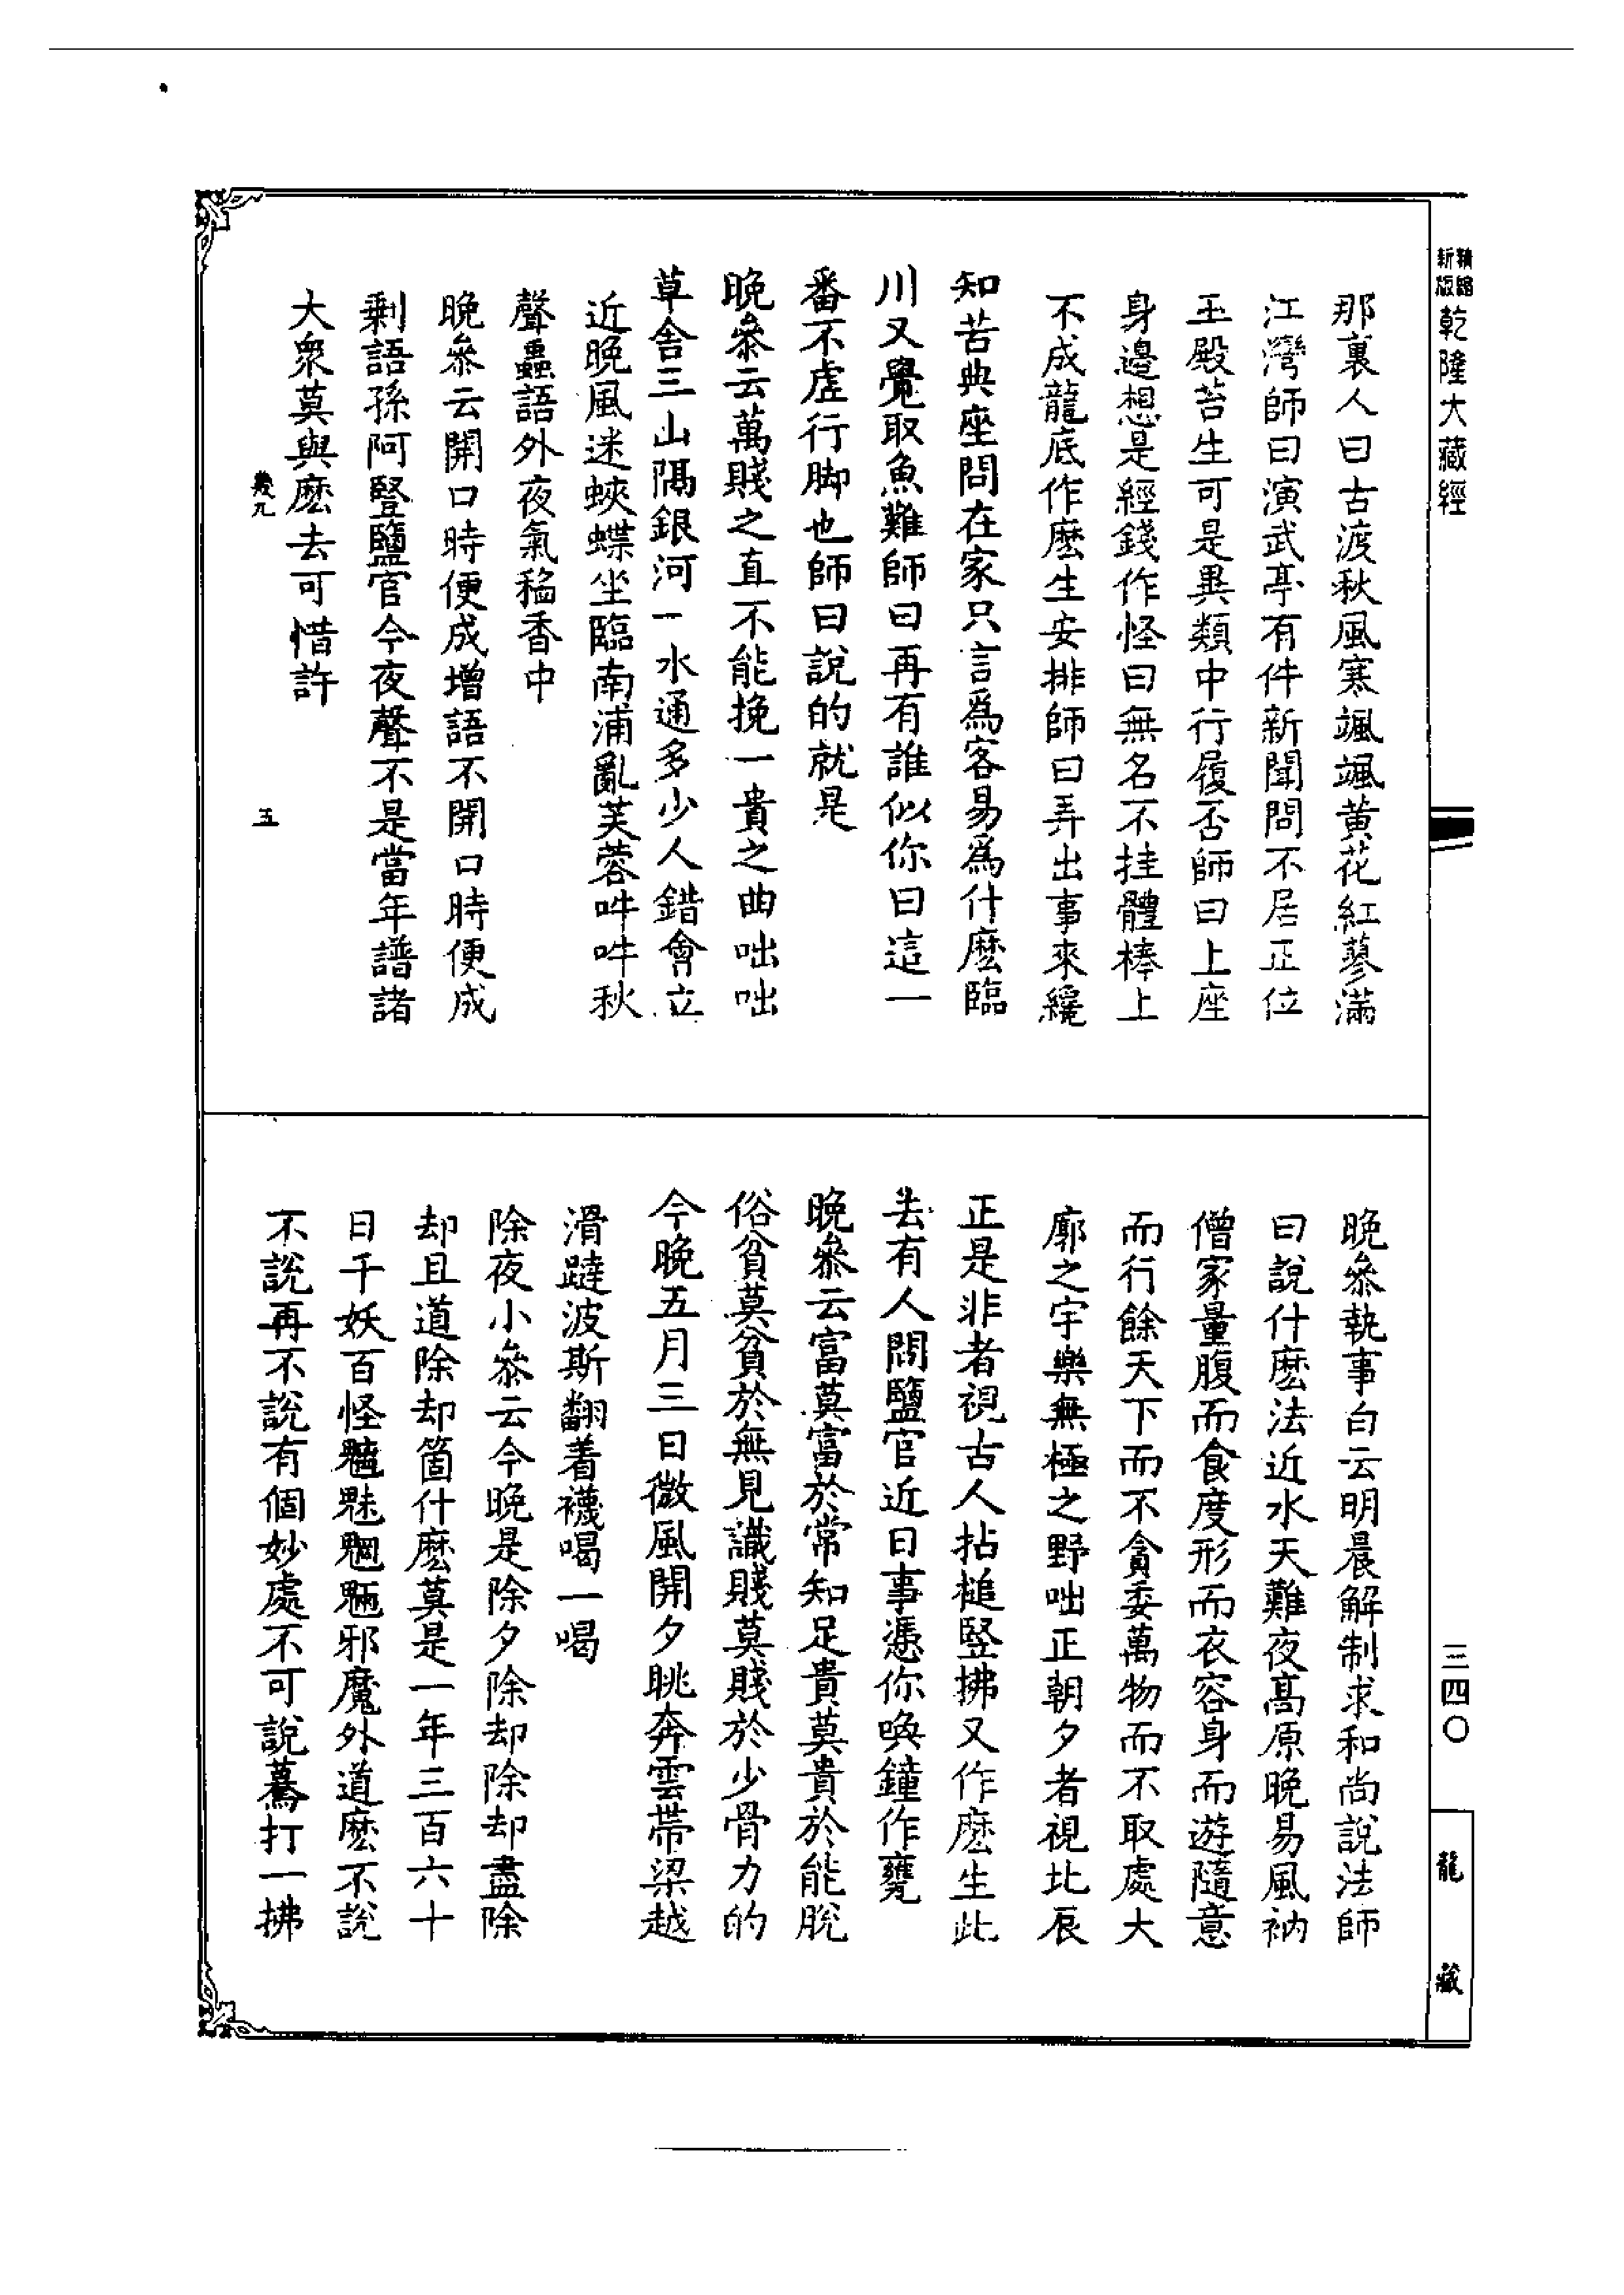 精縮
新版
乾隆大藏經
那裏人曰古渡秋風寒颯颯黄花紅蓼滿
江灣師曰演武亭有件新聞問不居正位
玉殿苔生可是異類中行履否師曰上座
身邊想是經錢作怪曰無名不挂體棒上
不成龍底作麽生安排師曰弄出事來纔
知苦典座問在家只言爲客易爲什麽臨
川又覺取魚難師曰再有誰似你曰這一
番不虛行脚也師曰說的就是
晚叅云萬賤之直不能挽一貴之曲咄咄
草舍三山隔銀河一水通多少人錯會立
近晚風迷蛺蝶坐臨南浦亂芙蓉吽吽秋
聲蟲語外夜氣稻香中
晚叅云開口時便成增語不開口時便成
剩語孫阿豎鹽官今夜聲不是當年譜諸
大衆莫與麽去可惜許
五
晚叅執事白云明晨解制求和尚說法師
曰說什麽法近水天難夜高原晚易風衲
僧家量腹而食度形而衣容身而遊隨意
而行餘天下而不貪委萬物而不取處大
廓之宇樂無極之野咄正朝夕者視北辰
正是非者視古人拈槌竪拂又作麽生此
去有人問鹽官近日事憑你喚鐘作甕
晚叅云富莫富於常知足貴莫貴於能脫
俗貧莫貧於無見識賤莫賤於少骨力的
今晚五月三日微風開夕眺奔雲帶梁越
滑躂波斯翻着襪喝一喝
除夜小叅云今晚是除夕除却除却盡除
却且道除却箇什麽莫是一年三百六十
日千妖百怪魑魅魍魎邪魔外道麽不說
不說再不說有個妙處不可說驀打一拂
三四〇
龍藏